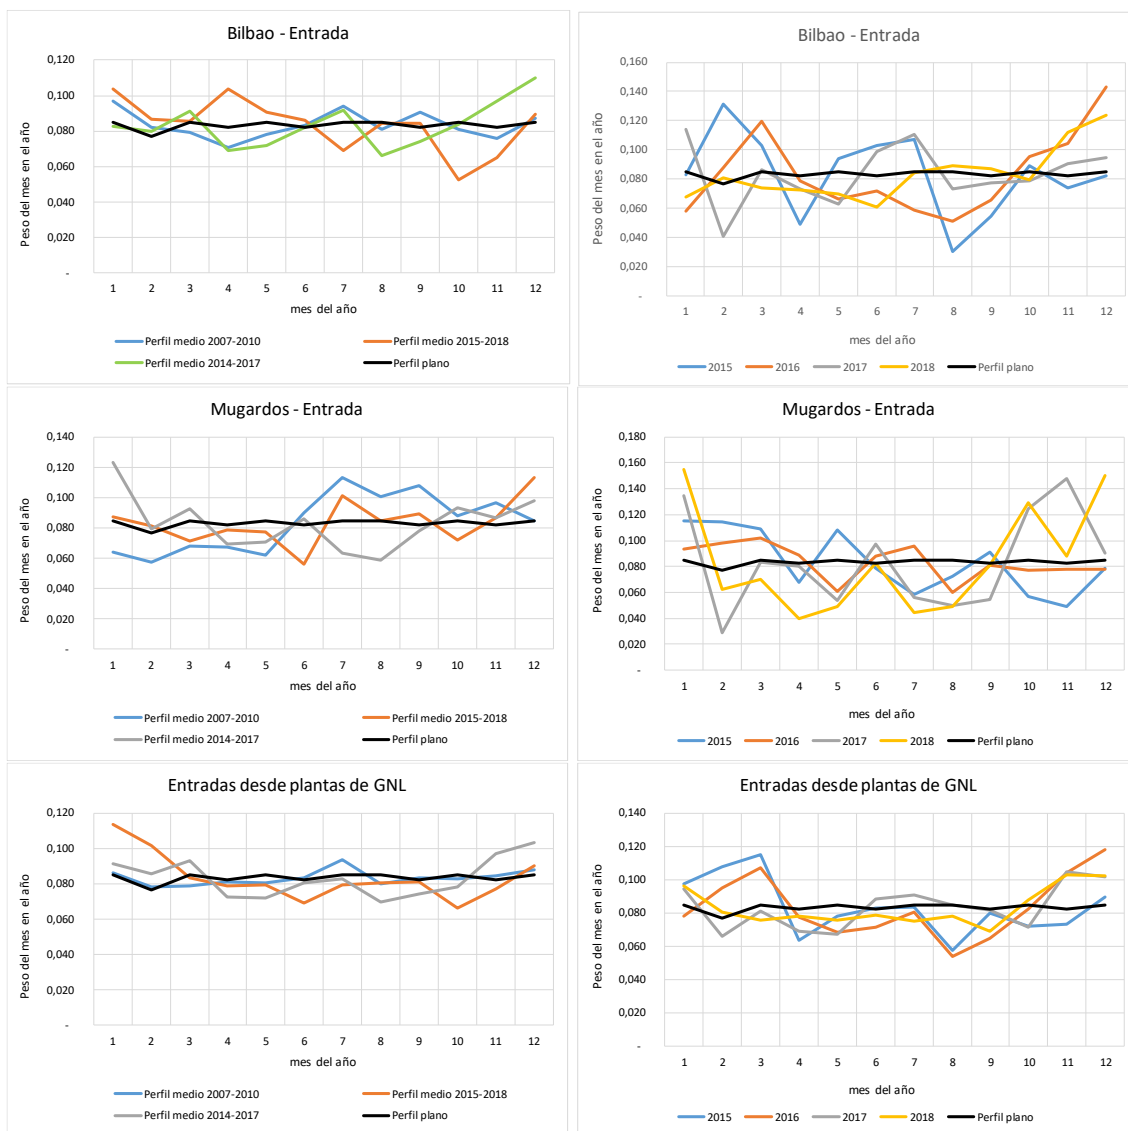 Bilbao - Entrada
Peso del mes en el año
0,120
0,100
0,080
0,060
0,040
0,020
-
1 2 3 4 5 6 7 8 9 10 11 12
mes del año
Perfil medio 2007-2010 Perfil medio 2015-2018
Perfil medio 2014-2017 Perfil plano
Bilbao - Entrada
Peso del mes en el año
0,160
0,140
0,120
0,100
0,080
0,060
0,040
0,020
-
1 2 3 4 5 6 7 8 9 10 11 12
mes del año
2015 2016 2017 2018 Perfil plano
Mugardos - Entrada
Peso del mes en el año
0,140
0,120
0,100
0,080
0,060
0,040
0,020
-
1 2 3 4 5 6 7 8 9 10 11 12
mes del año
Perfil medio 2007-2010 Perfil medio 2015-2018
Perfil medio 2014-2017 Perfil plano
Mugardos - Entrada
Peso del mes en el año
0,180
0,160
0,140
0,120
0,100
0,080
0,060
0,040
0,020
-
1 2 3 4 5 6 7 8 9 10 11 12
mes del año
2015 2016 2017 2018 Perfil plano
Entradas desde plantas de GNL
Peso del mes en el año
0,120
0,100
0,080
0,060
0,040
0,020
-
1 2 3 4 5 6 7 8 9 10 11 12
mes del año
Perfil medio 2007-2010 Perfil medio 2015-2018
Perfil medio 2014-2017 Perfil plano
Entradas desde plantas de GNL
Peso del mes en el año
0,140
0,120
0,100
0,080
0,060
0,040
0,020
-
1 2 3 4 5 6 7 8 9 10 11 12
mes del año
2015 2016 2017 2018 Perfil plano